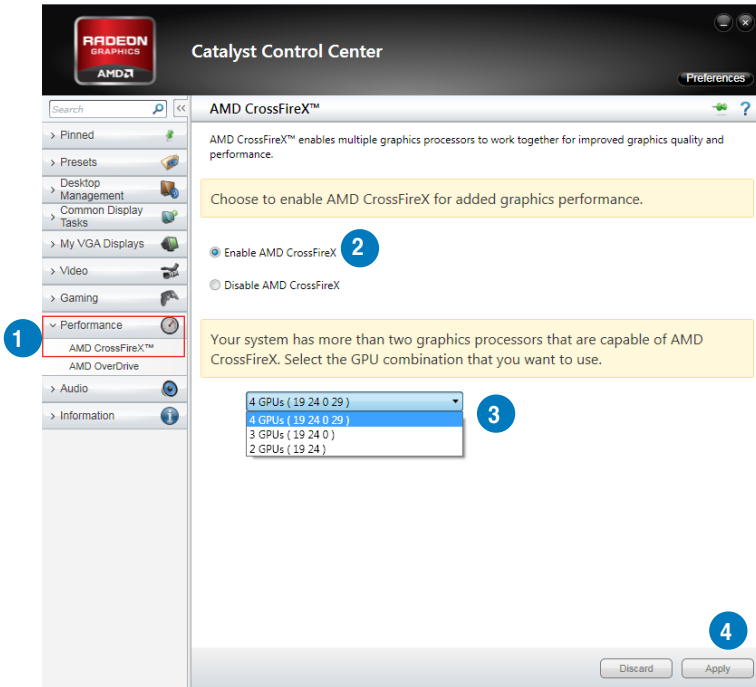 RADEON
GRAPHICS
AMD
Catalyst Control Center
Preferences
Search
<<
AMD CrossFireX™
?
> Pinned
> Presets
> Desktop
Management
> Common Display
Tasks
> My VGA Displays
> Video
> Gaming
1
Performance
AMD CrossFireX™
AMD OverDrive
> Audio
> Information
AMD CrossFireX™ enables multiple graphics processors to work together for improved graphics quality and
performance.
Choose to enable AMD CrossFireX for added graphics performance.
Enable AMD CrossFireX
2
Disable AMD CrossFireX
Your system has more than two graphics processors that are capable of AMD
CrossFireX. Select the GPU combination that you want to use.
4 GPUs ( 19 24 0 29 )
4 GPUs ( 19 24 0 29 )
3 GPUs ( 19 24 0 )
2 GPUs ( 19 24 )
3
4
Discard
Apply